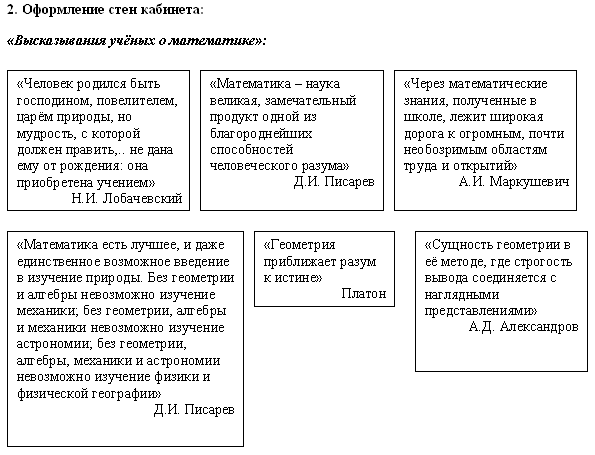 2. Оформление стен кабинета:
«Высказывания учёных о математике»:
«Человек родился быть
господином, повелителем,
царём природы, но
мудрость, с которой
должен править,.. не дана
ему от рождения: она
приобретена учением»
Н.И. Лобачевский
«Математика – наука
великая, замечательный
продукт одной из
благороднейших
способностей
человеческого разума»
Д.И. Писарев
«Через математические
знания, полученные в
школе, лежит широкая
дорога к огромным, почти
необозримым областям
труда и открытий»
А.И. Маркушевич
«Математика есть лучшее, и даже
единственное возможное введение
в изучение природы. Без геометрии
и алгебры невозможно изучение
механики; без геометрии, алгебры
и механики невозможно изучение
астрономии; без геометрии,
алгебры, механики и астрономии
невозможно изучение физики и
физической географии»
Д.И. Писарев
«Геометрия
приближает разум
к истине»
Платон
«Сущность геометрии в
её методе, где строгость
вывода соединяется с
наглядными
представлениями»
А.Д. Александров